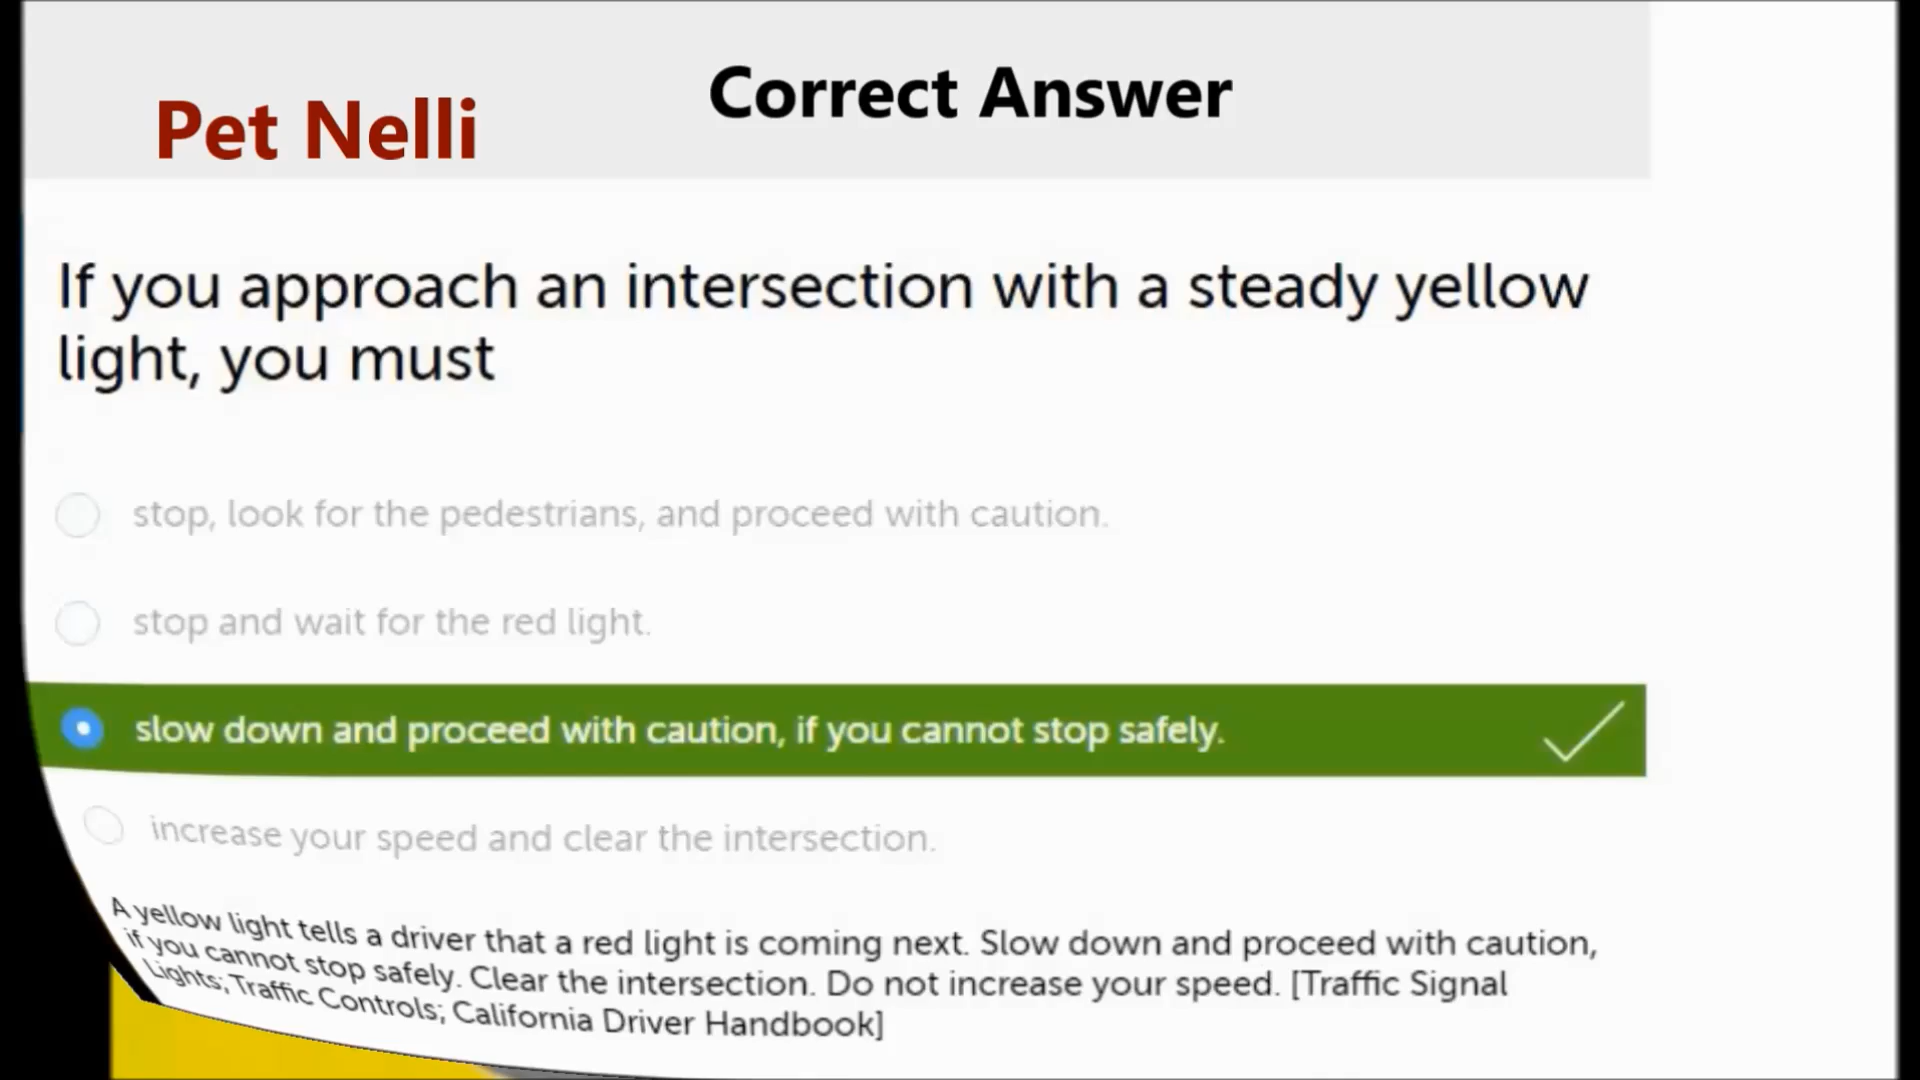 Correct Answer
Pet Nelli
If you approach an intersection with a steady yellow
light, you must
stop, look for the pedestrians, and proceed with caution.
stop and wait for the red light.
slow down and proceed with caution, if you cannot stop safely.
increase your speed and clear the intersection.
A yellow light tells a driver that a red light is coming next. Slow down and proceed with caution,
if you cannot stop safely. Clear the intersection. Do not increase your speed. [Traffic Signal
Lights; Traffic Controls; California Driver Handbook]